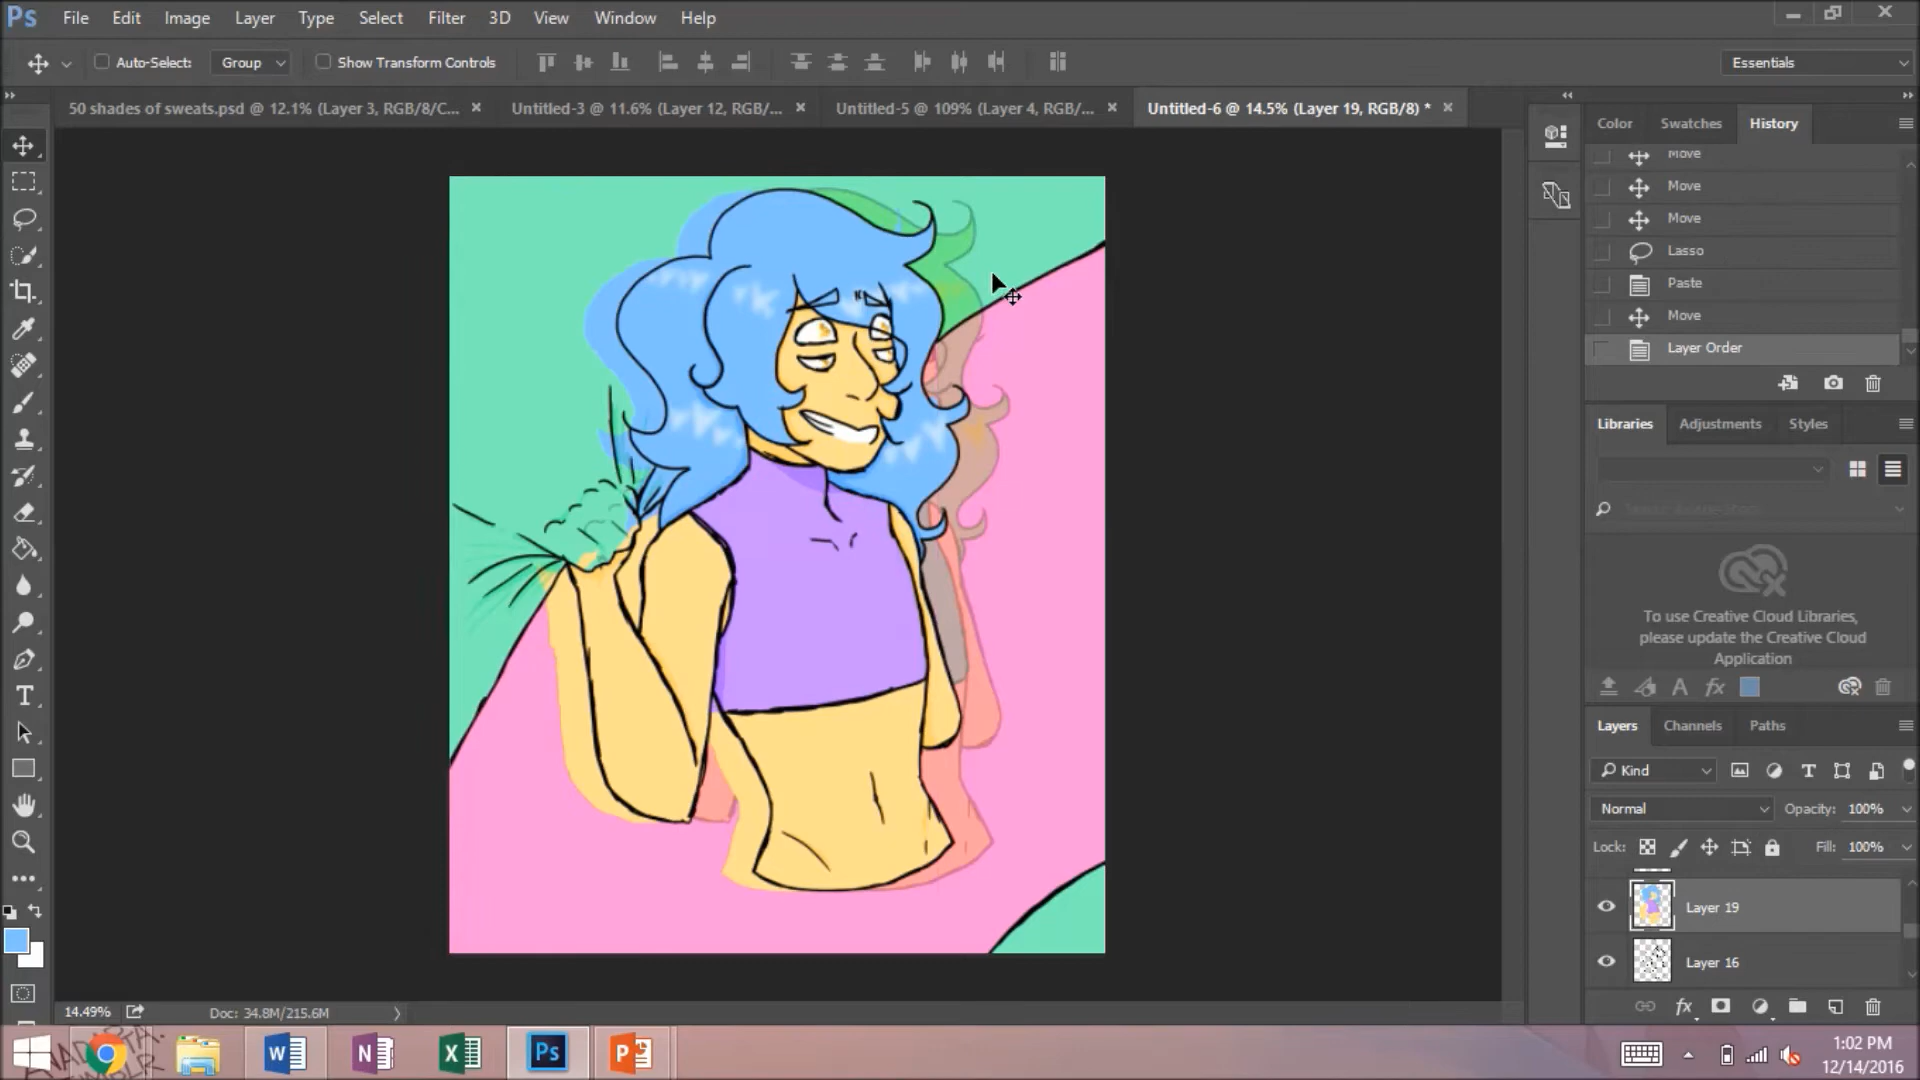 Ps File Edit Image Layer Type Select Filter 3D View Window Help
Auto-Select: Group Show Transform Controls Essentials
50 shades of sweats.psd @ 12.1% (Layer 3, RGB/8/C... Untitled-3 @ 11.6% (Layer 12, RGB/... Untitled-5 @ 109% (Layer 4, RGB/... Untitled-6 @ 14.5% (Layer 19, RGB/8) *
Color Swatches History
Move
Move
Move
Lasso
Paste
Move
Layer Order
Libraries Adjustments Styles
To use Creative Cloud Libraries,
please update the Creative Cloud
Application
Layers Channels Paths
Kind
Normal Opacity: 100%
Lock: Fill: 100%
Layer 19
Layer 16
14.49% Doc: 34.8M/215.6M
1:02 PM
12/14/2016